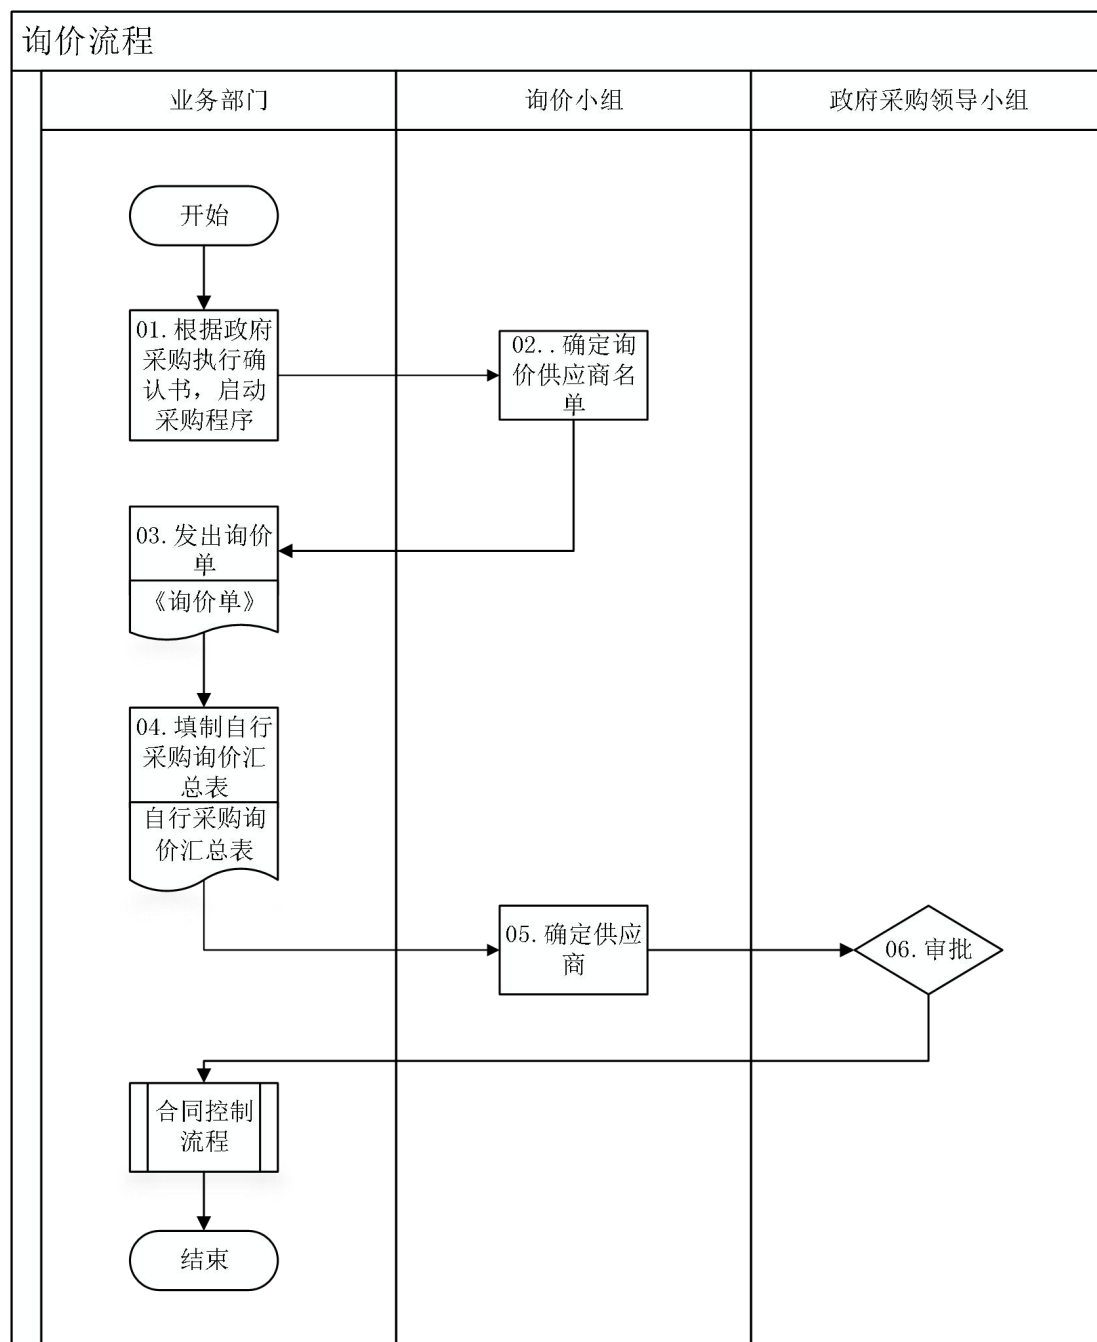 询价流程
业务部门
询价小组
政府采购领导小组
开始
01.根据政府
采购执行确
认书，启动
采购程序
02..确定询
价供应商名
单
03.发出询价
单
《询价单》
04.填制自行
采购询价汇
总表
自行采购询
价汇总表
05.确定供应
商
06.审批
合同控制
流程
结束